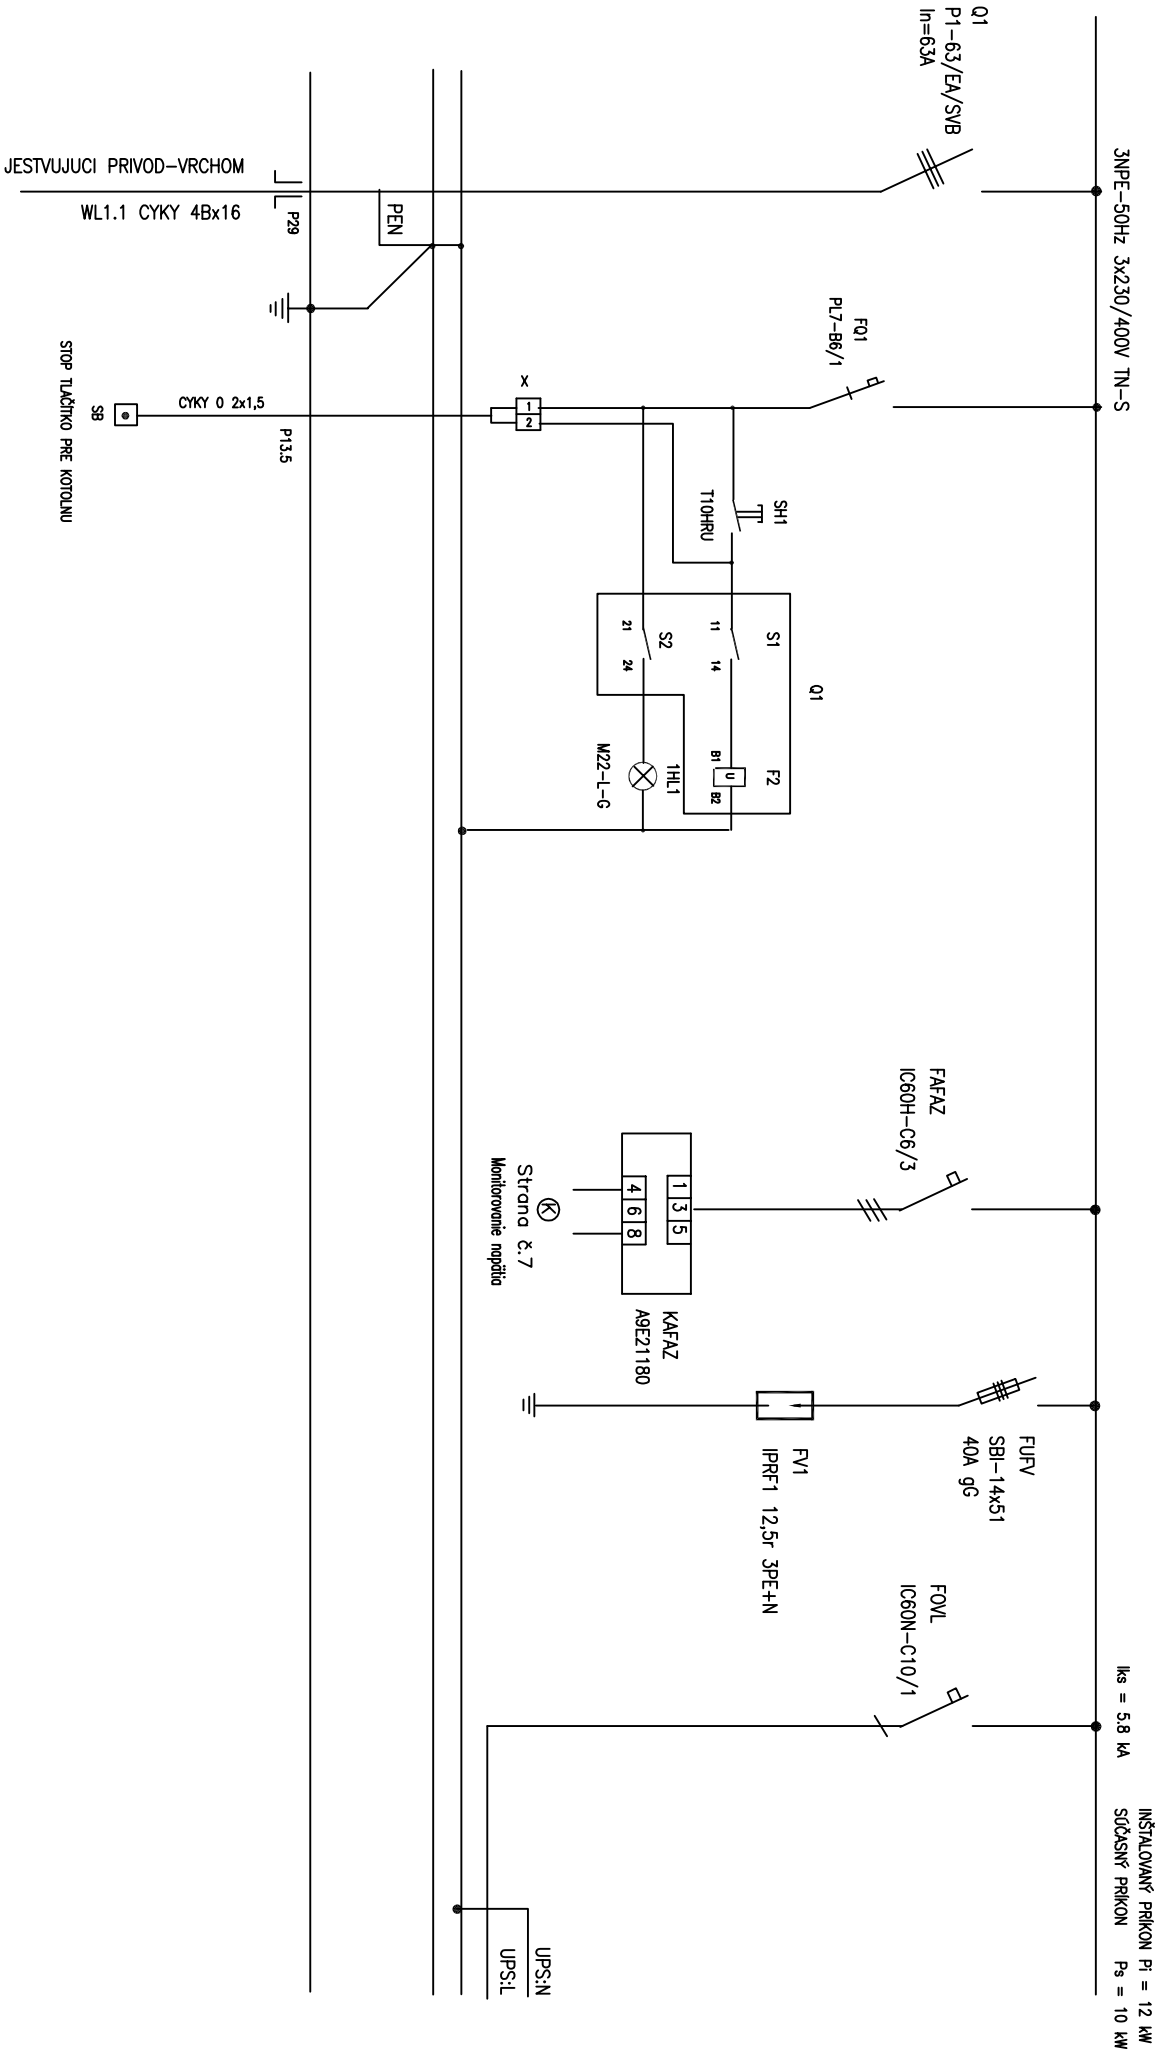 3NPE-50Hz 3x230/400V TN-S
Iks = 5.8 kA
INŠTALOVANÝ PRÍKON Pi = 12 kW
SÚČASNÝ PRÍKON Ps = 10 kW
Q1
P1-63/EA/SVB
In=63A
FQ1
PL7-B6/1
SH1
T10HRU
Q1
S1
11
14
F2
B1
U
B2
S2
21
24
1HL1
M22-L-G
X
1
2
FAFAZ
IC60H-C6/3
1
3
5
4
6
8
KAFAZ
A9E21180
K
Strana č.7
Monitorovanie napätia
FUFV
SBI-14x51
40A gG
FV1
IPRF1 12,5r 3PE+N
FOVL
IC60N-C10/1
UPS:N
UPS:L
PEN
P29
JESTVUJUCI PRIVOD-VRCHOM
WL1.1 CYKY 4Bx16
P13.5
CYKY O 2x1,5
SB
STOP TLAČÍTKO PRE KOTOLNU